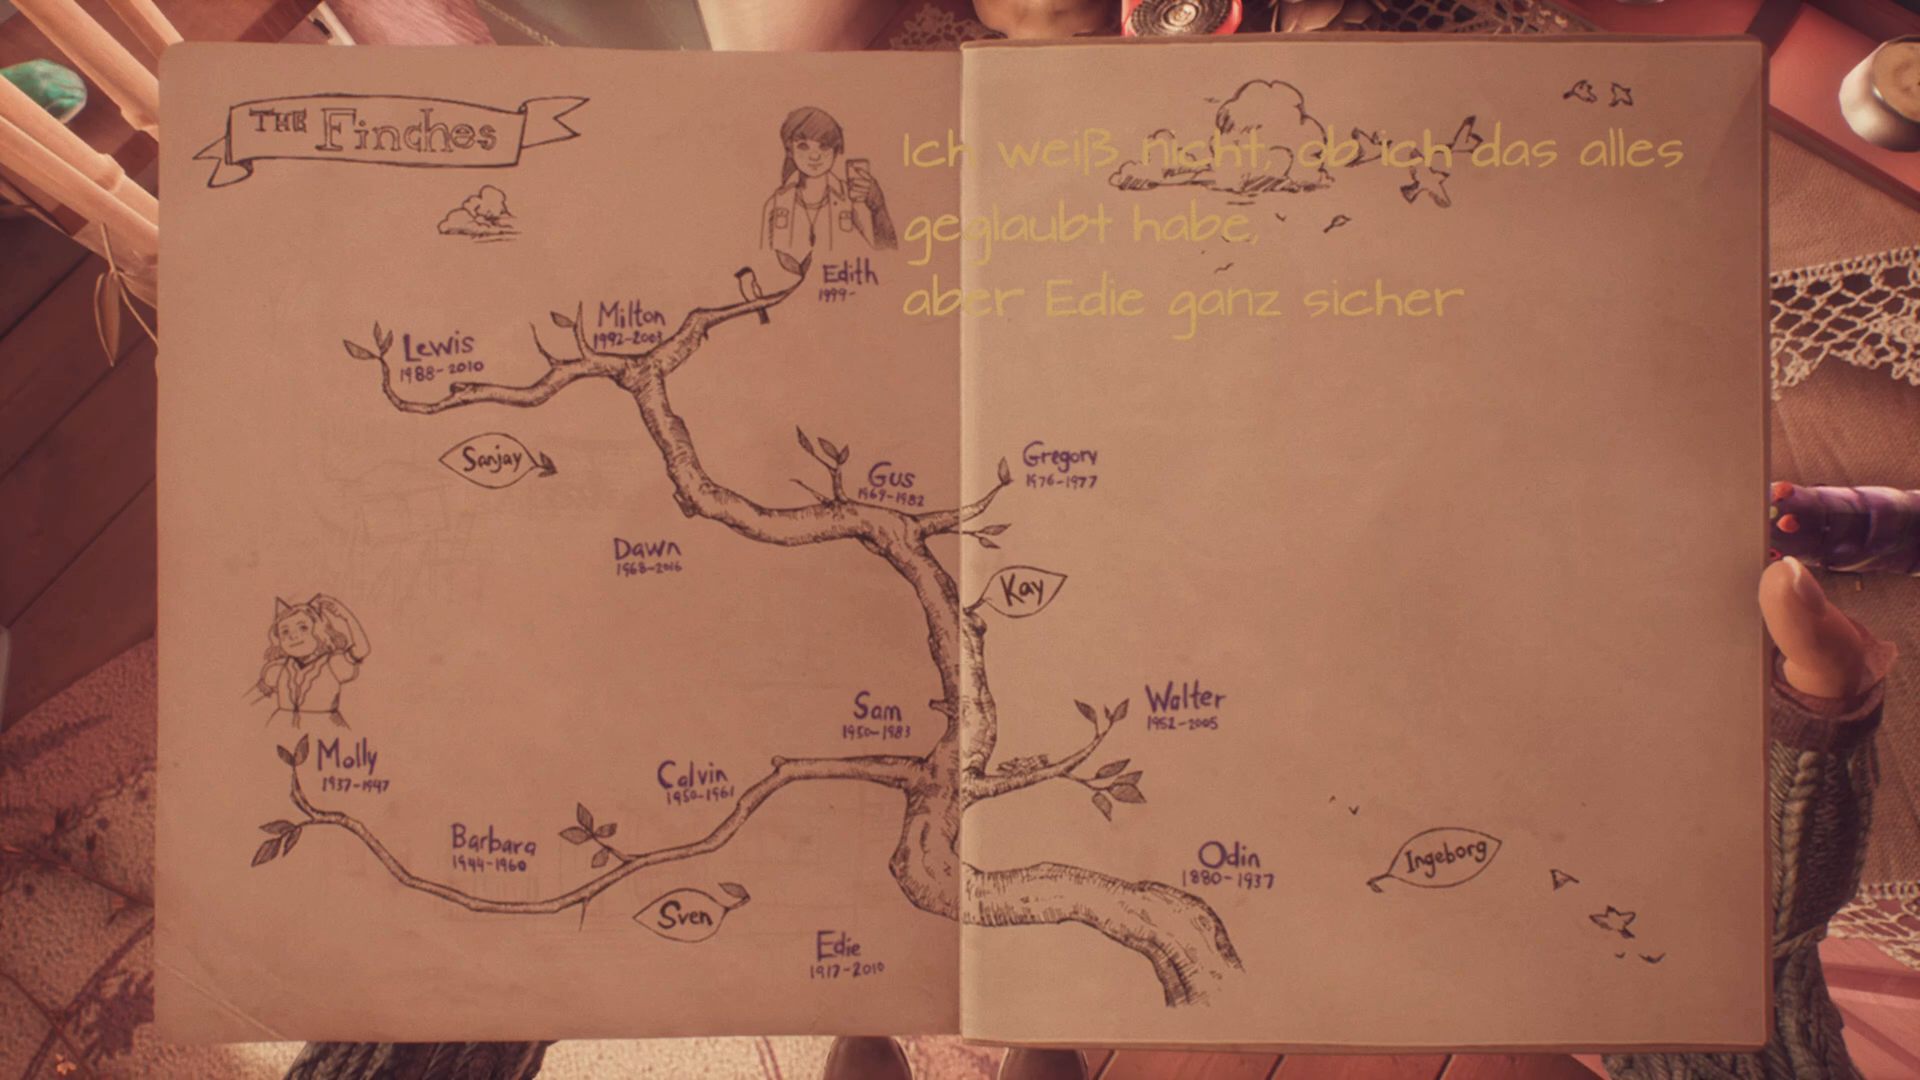 THE Finches
Ich weiß nicht, ob ich das alles
geglaubt habe,
aber Edie ganz sicher
Edith
1999-
Milton
1992-2003
Lewis
1988-2010
Sanjay
Gus
1969-1982
Gregory
1976-1977
Dawn
1968-2016
Kay
Sam
1950-1983
Walter
1952-2005
Molly
1937-1947
Calvin
1950-1961
Barbara
1944-1960
Sven
Odin
1880-1937
Ingeborg
Edie
1917-2010